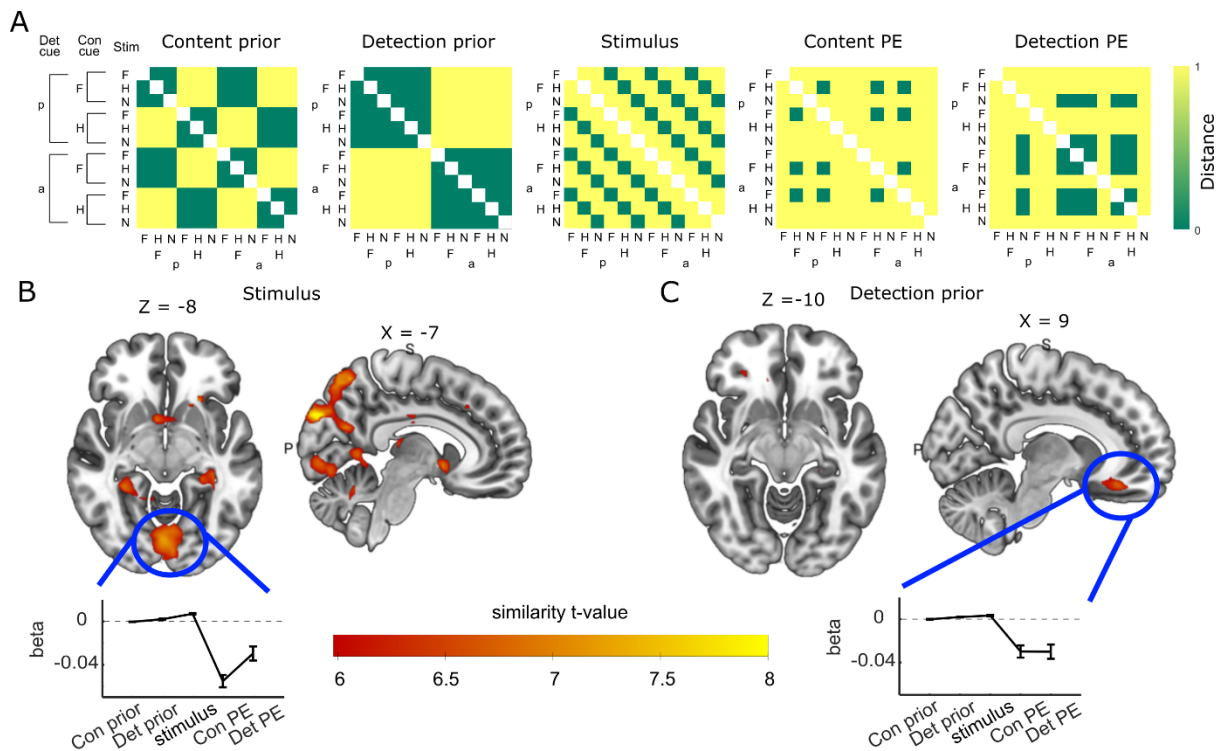 A
Det cue
Con cue
Stim
Content prior
Detection prior
Stimulus
Content PE
Detection PE
p
F
F
H
N
H
F
H
N
a
F
F
H
N
H
F
H
N
F H N F H N F H N F H N
F p H F a H
p
F
H
a
F
H
F
H
N
F
H
N
F
H
N
F
H
N
F H N F H N F H N F H N
F p H F a H
p
F
H
a
F
H
F
H
N
F
H
N
F
H
N
F
H
N
F H N F H N F H N F H N
F p H F a H
p
F
H
a
F
H
F
H
N
F
H
N
F
H
N
F
H
N
F H N F H N F H N F H N
F p H F a H
p
F
H
a
F
H
F
H
N
F
H
N
F
H
N
F
H
N
F H N F H N F H N F H N
F p H F a H
1
Distance
0
B
Stimulus
Z = -8
X = -7
S
P
0
-0.04
beta
Con prior
Det prior
stimulus
Con PE
Det PE
similarity t-value
6 6.5 7 7.5 8
C
Detection prior
Z =-10
X = 9
S
P
0
-0.04
beta
Con prior
Det prior
stimulus
Con PE
Det PE